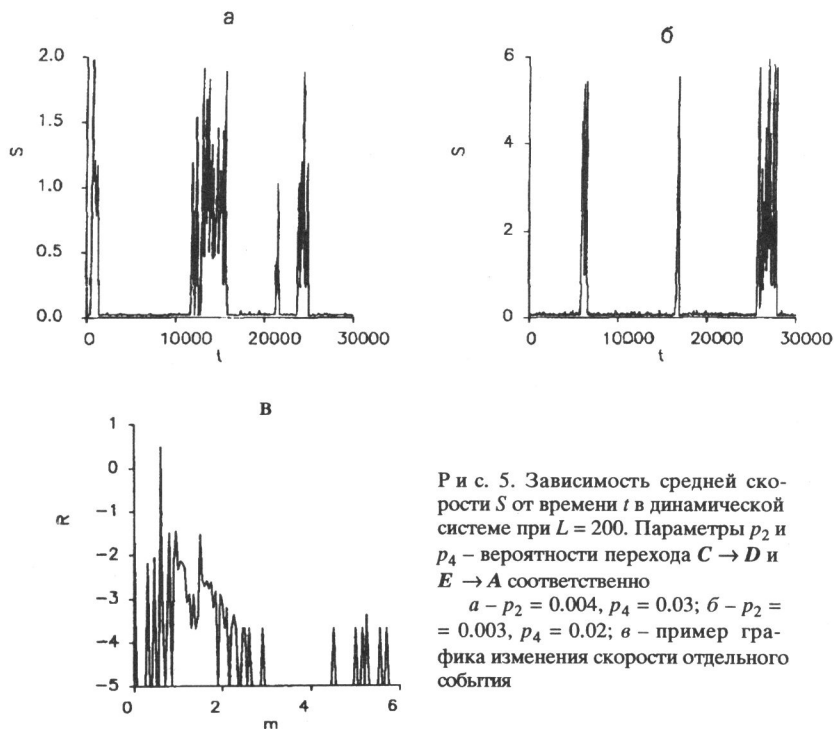 а
2.0
1.5
1.0
0.5
0.0
S
0 10000 20000 30000
t
б
6
4
2
0
S
0 10000 20000 30000
t
в
1
0
−1
−2
−3
−4
−5
R
0 2 4 6
m
Р и с. 5. Зависимость средней ско-
рости S от времени t в динамической
системе при L = 200. Параметры p₂ и
p₄ – вероятности перехода C → D и
E → A соответственно
а – p₂ = 0.004, p₄ = 0.03; б – p₂ =
= 0.003, p₄ = 0.02; в – пример гра-
фика изменения скорости отдельного
события